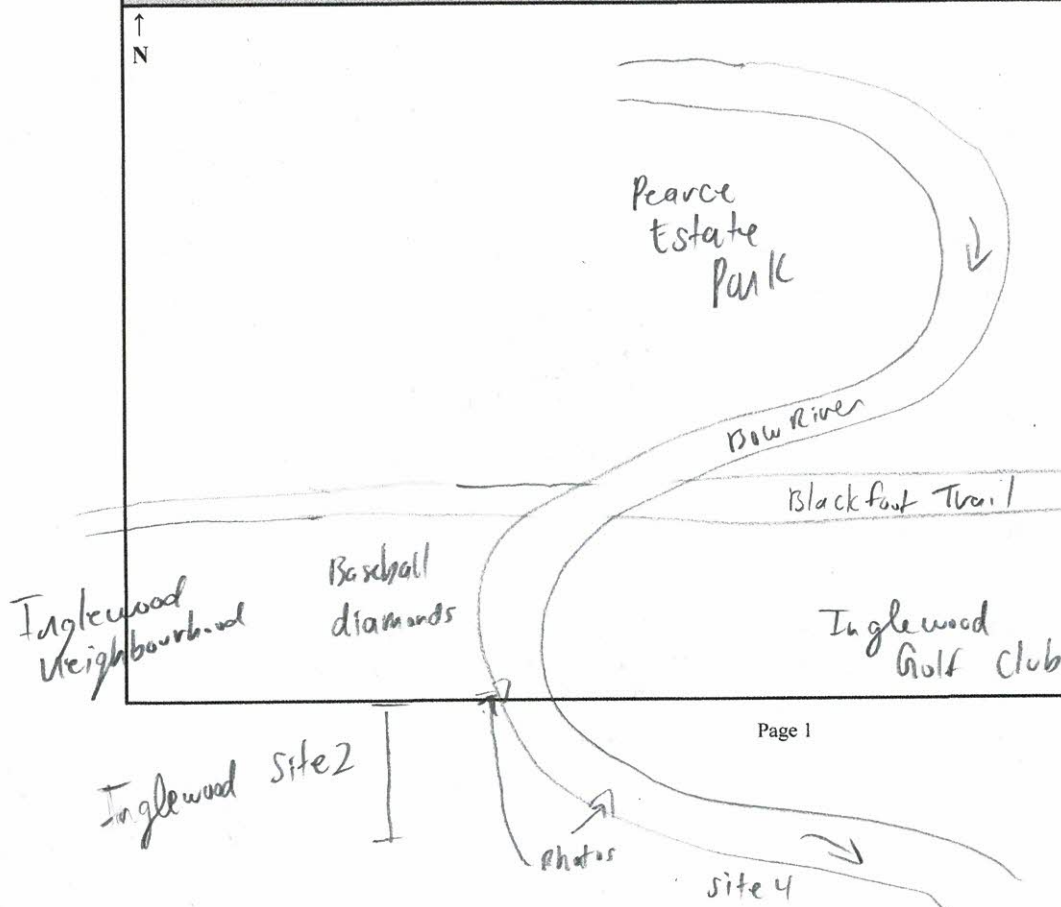 ↑
N
Pearce
Estate
Park
Bow River
Blackfoot Trail
Baseball
diamonds
Inglewood
Neighbourhood
Inglewood
Golf Club
Page 1
Inglewood Site 2
Photos
site 4